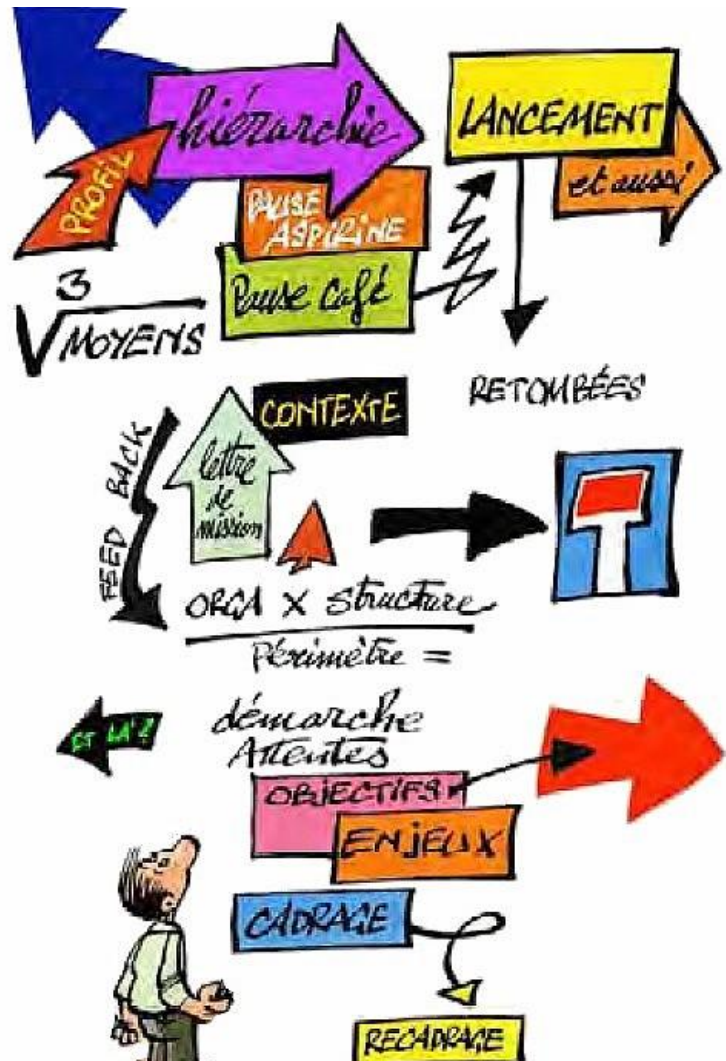 hiérarchie
LANCEMENT
PROFIL
et aussi
PAUSE
ASPIRINE
Pause Café
3
√MOYENS
RETOMBÉES
CONTEXTE
FEED BACK
lettre
de
mission
ORGA X Structure
Périmètre =
ET LÀ?
démarche
Attentes
OBJECTIFS
ENJEUX
CADRAGE
RECADRAGE